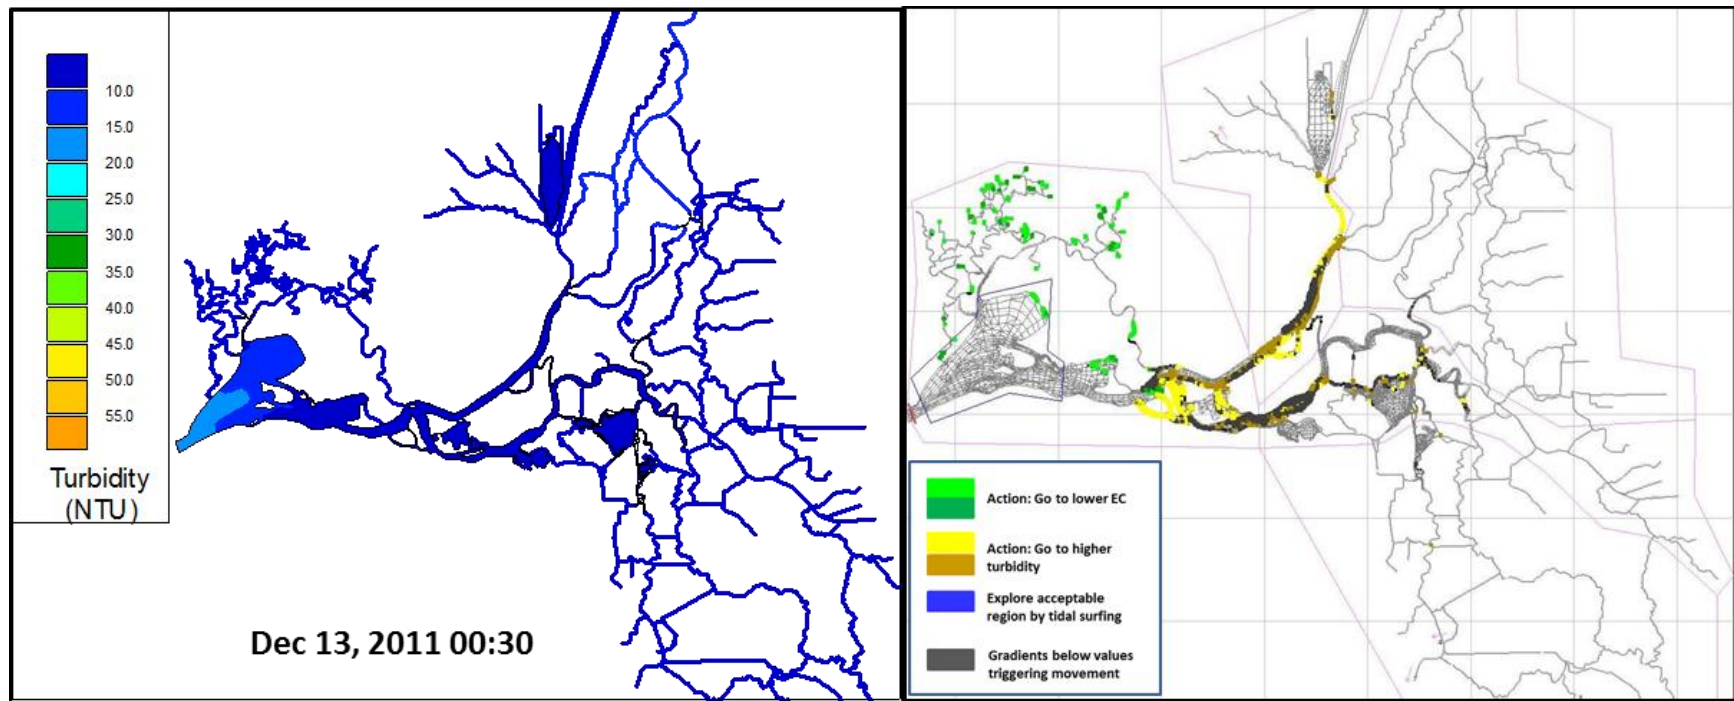 10.0
15.0
20.0
25.0
30.0
35.0
40.0
45.0
50.0
55.0
Turbidity
(NTU)
Dec 13, 2011 00:30
Action: Go to lower EC
Action: Go to higher
turbidity
Explore acceptable
region by tidal surfing
Gradients below values
triggering movement